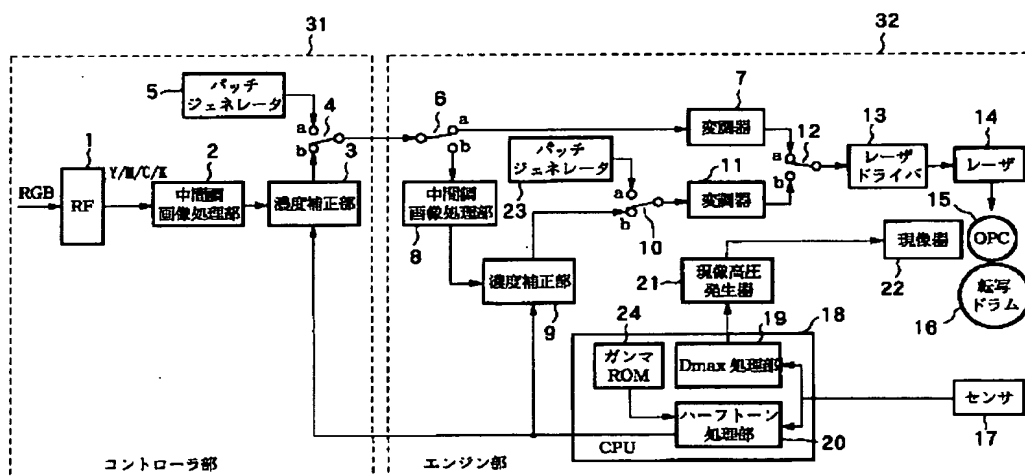 31
32
5
パッチ
ジェネレータ
a
4
b
6
a
b
7
変調器
12
a
b
13
レーザ
ドライバ
14
レーザ
1
RGB
RF
Y/M/C/K
2
中間調
画像処理部
3
濃度補正部
中間調
画像処理部
8
パッチ
ジェネレータ
23
a
b
10
11
変調器
15
OPC
現像器
22
転写
ドラム
16
濃度補正部
9
21
現像高圧
発生器
18
24
ガンマ
ROM
19
Dmax 処理部
ハーフトーン
処理部
20
CPU
センサ
17
コントローラ部
エンジン部